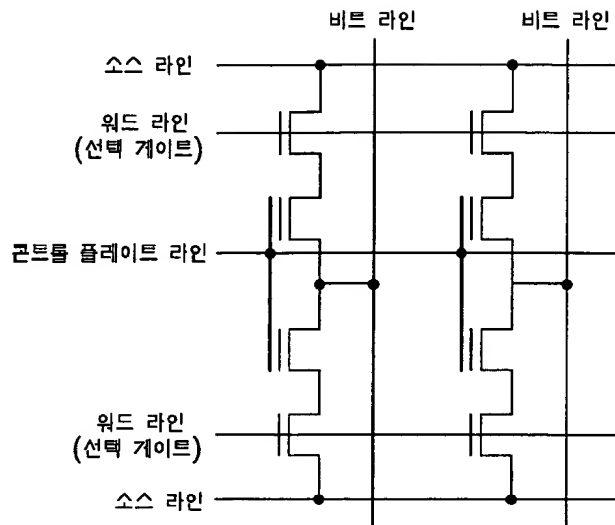 비트 라인
비트 라인
소스 라인
워드 라인
(선택 게이트)
콘트롤 플레이트 라인
워드 라인
(선택 게이트)
소스 라인